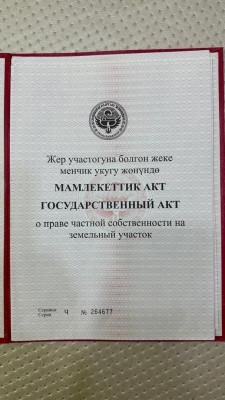 Жер участогуна болгон жеке
менчик укугу жөнүндө
МАМЛЕКЕТТИК АКТ
ГОСУДАРСТВЕННЫЙ АКТ
о праве частной собственности на
земельный участок
Серия Ч № 264677